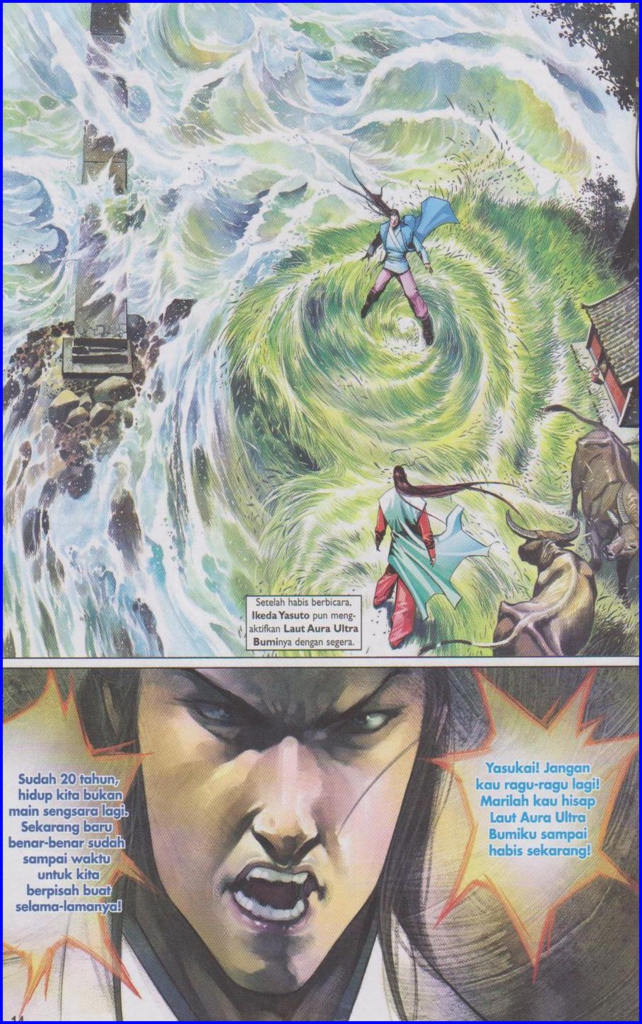 Setelah habis berbicara,
Ikeda Yasuto pun meng-
aktifkan Laut Aura Ultra
Buminya dengan segera.
Yasukai! Jangan
kau ragu-ragu lagi!
Marilah kau hisap
Laut Aura Ultra
Bumiku sampai
habis sekarang!
Sudah 20 tahun,
hidup kita bukan
main sengsara lagi.
Sekarang baru
benar-benar sudah
sampai waktu
untuk kita
berpisah buat
selama-lamanya!
14